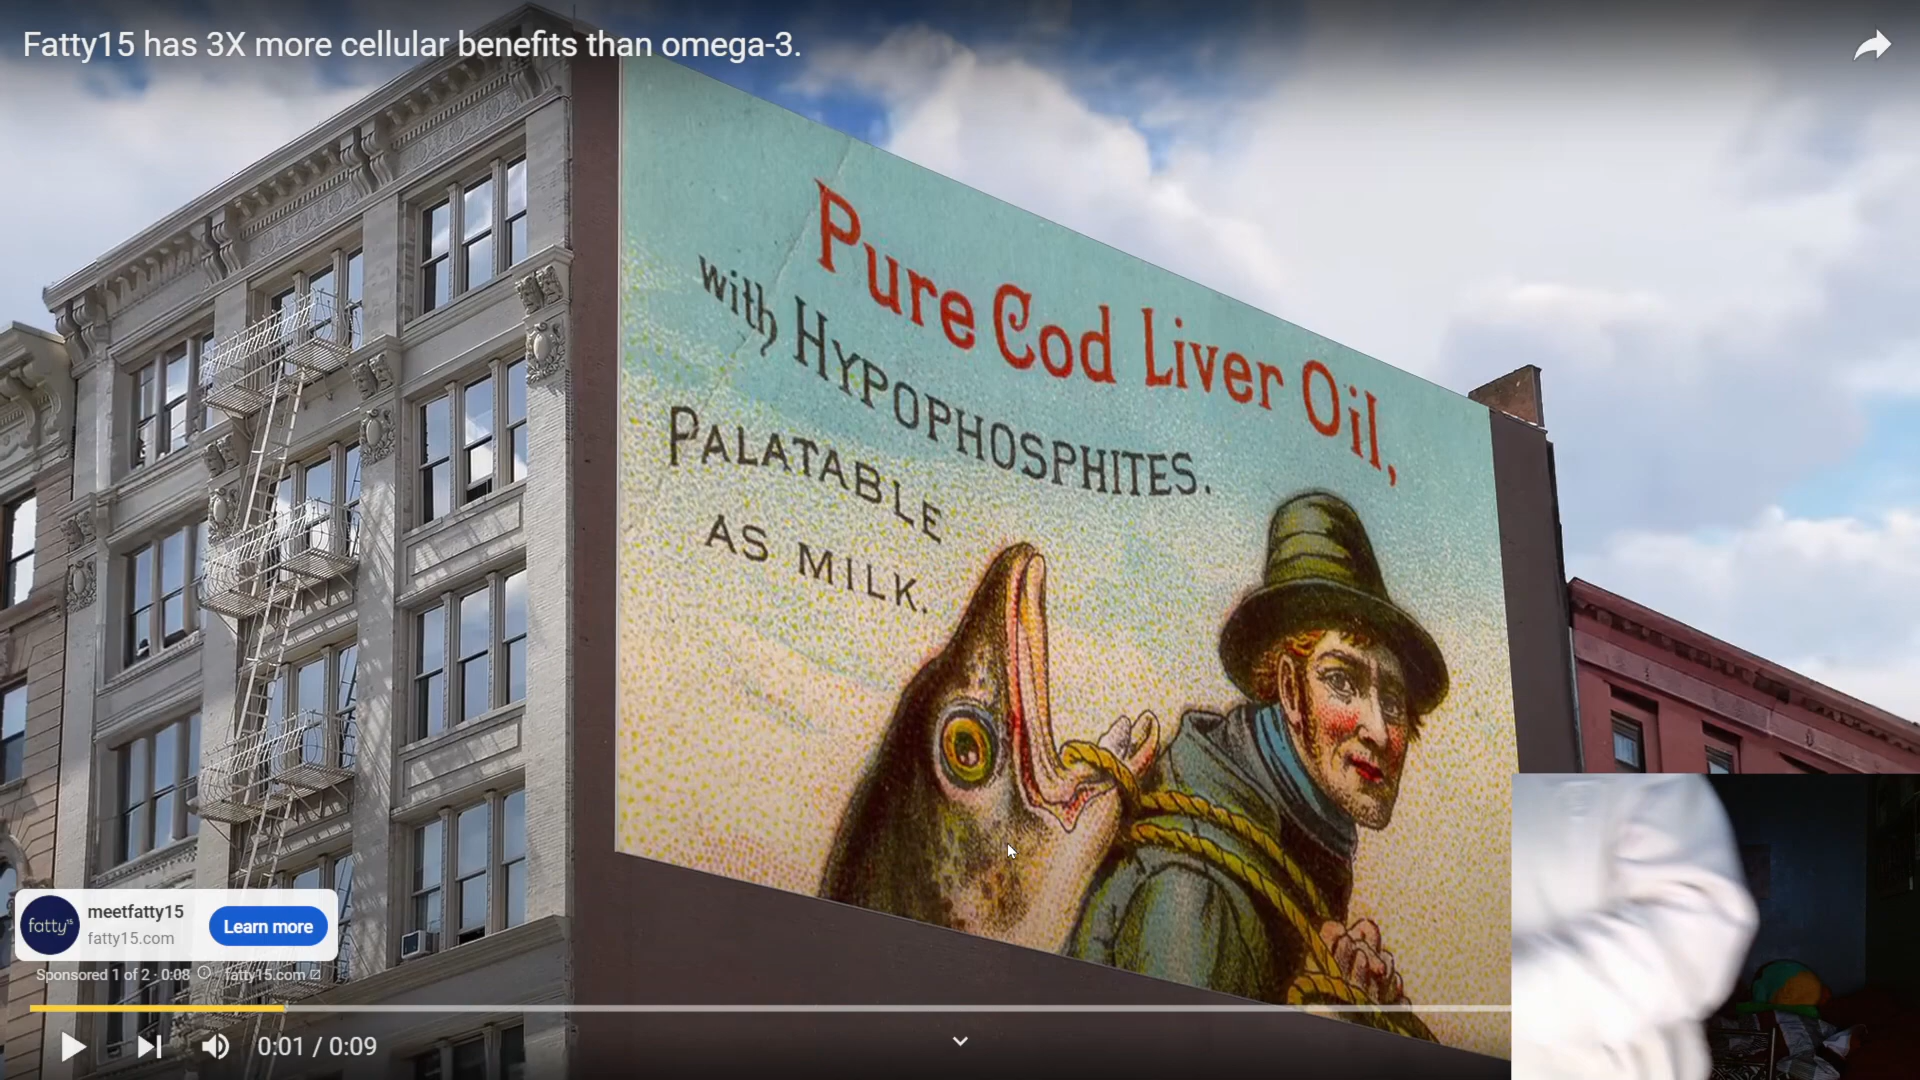 Fatty15 has 3X more cellular benefits than omega-3.
Pure Cod Liver Oil,
with HYPOPHOSPHITES.
PALATABLE
AS MILK.
fatty15
meetfatty15
fatty15.com
Learn more
Sponsored 1 of 2 · 0:08 fatty15.com
0:01 / 0:09